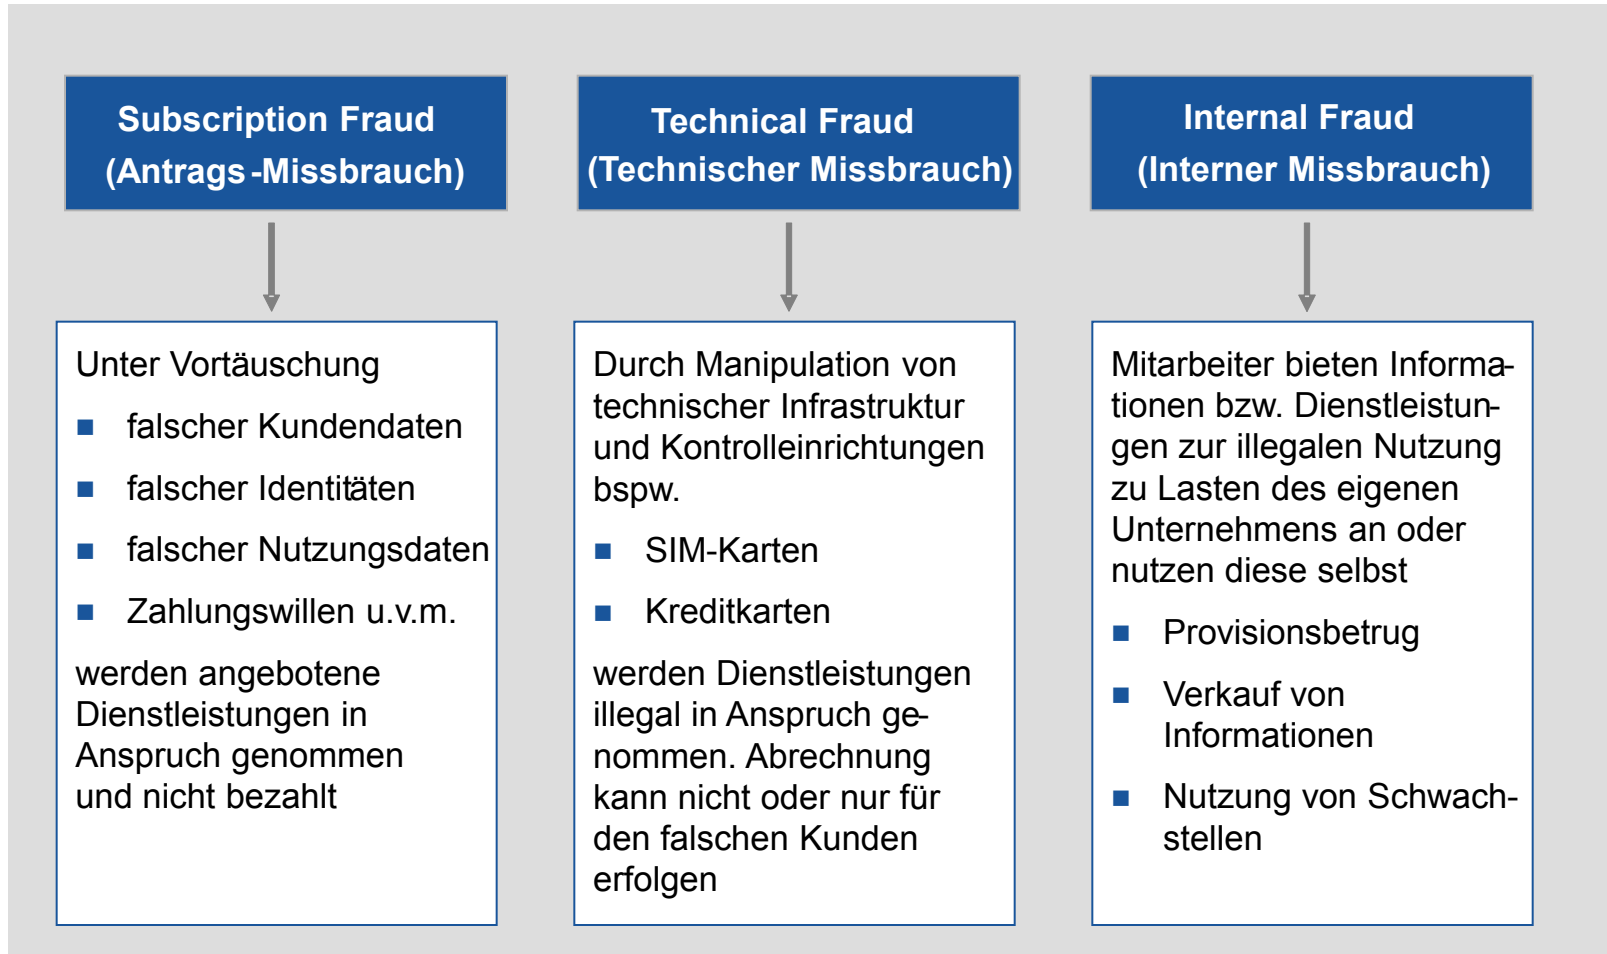 Subscription Fraud
(Antrags-Missbrauch)
Unter Vortäuschung
falscher Kundendaten
falscher Identitäten
falscher Nutzungsdaten
Zahlungswillen u.v.m.
werden angebotene
Dienstleistungen in
Anspruch genommen
und nicht bezahlt
Technical Fraud
(Technischer Missbrauch)
Durch Manipulation von
technischer Infrastruktur
und Kontrolleinrichtungen
bspw.
SIM-Karten
Kreditkarten
werden Dienstleistungen
illegal in Anspruch ge-
nommen. Abrechnung
kann nicht oder nur für
den falschen Kunden
erfolgen
Internal Fraud
(Interner Missbrauch)
Mitarbeiter bieten Informa-
tionen bzw. Dienstleistun-
gen zur illegalen Nutzung
zu Lasten des eigenen
Unternehmens an oder
nutzen diese selbst
Provisionsbetrug
Verkauf von
Informationen
Nutzung von Schwach-
stellen